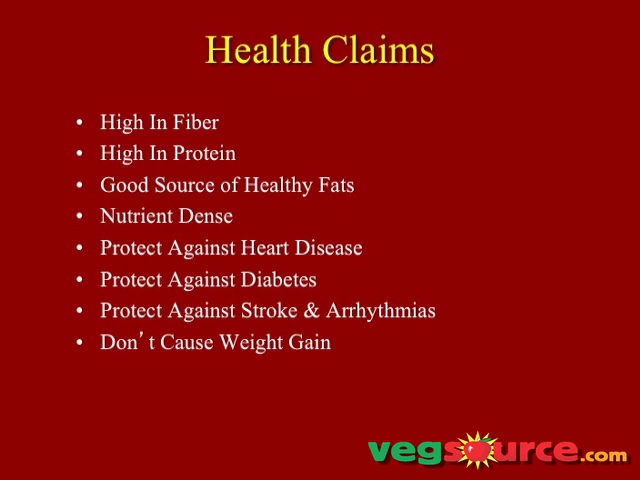 Health Claims
• High In Fiber
• High In Protein
• Good Source of Healthy Fats
• Nutrient Dense
• Protect Against Heart Disease
• Protect Against Diabetes
• Protect Against Stroke & Arrhythmias
• Don’t Cause Weight Gain
vegsource.com